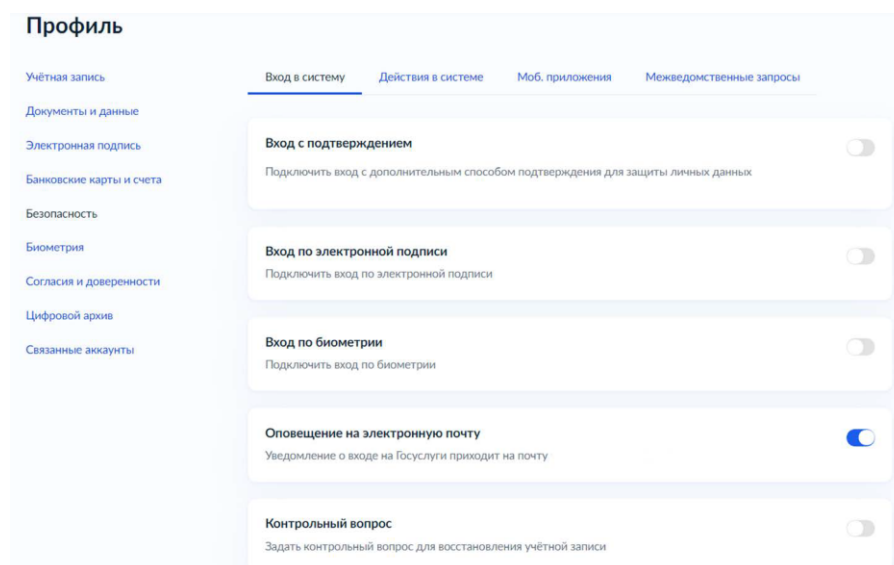 Профиль
Учётная запись
Документы и данные
Электронная подпись
Банковские карты и счета
Безопасность
Биометрия
Согласия и доверенности
Цифровой архив
Связанные аккаунты
Вход в систему Действия в системе Моб. приложения Межведомственные запросы
Вход с подтверждением
Подключить вход с дополнительным способом подтверждения для защиты личных данных
Вход по электронной подписи
Подключить вход по электронной подписи
Вход по биометрии
Подключить вход по биометрии
Оповещение на электронную почту
Уведомление о входе на Госуслуги приходит на почту
Контрольный вопрос
Задать контрольный вопрос для восстановления учётной записи